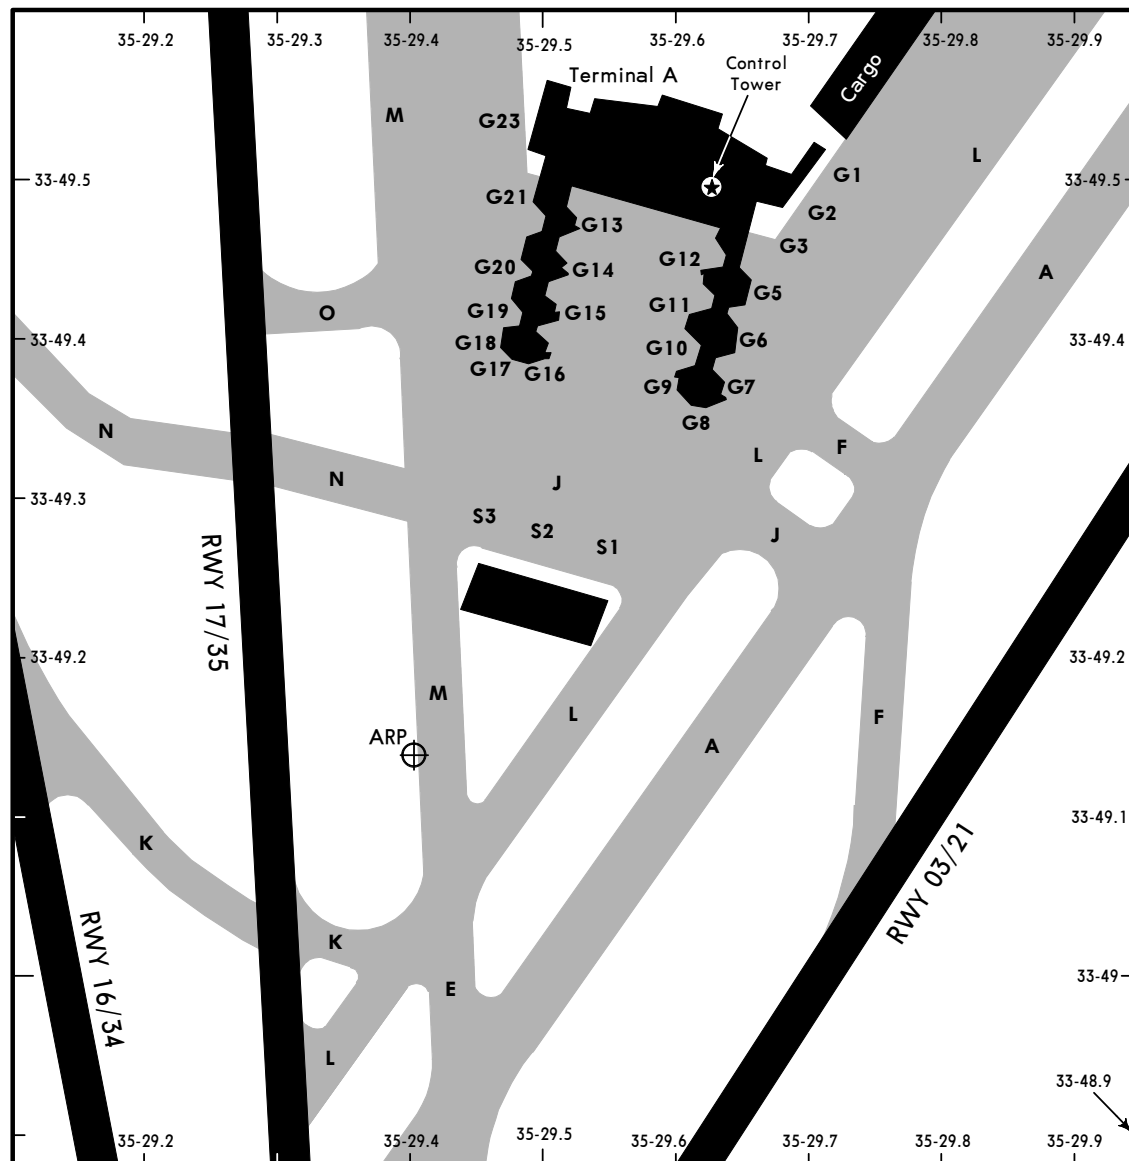 35-29.2
35-29.3
35-29.4
35-29.5
35-29.6
35-29.7
35-29.8
35-29.9
Control
Tower
Terminal A
Cargo
M
G23
L
33-49.5
G1
33-49.5
G21
G2
G13
G3
G12
G20
G14
A
G5
G11
G19
G15
O
33-49.4
G18
G10
G6
33-49.4
G17
G16
G9
G7
G8
N
L
F
N
J
33-49.3
33-49.3
S3
S2
S1
J
RWY 17/35
33-49.2
33-49.2
M
L
F
ARP
A
33-49.1
K
RWY 03/21
K
RWY 16/34
E
33-49
L
33-48.9
35-29.2
35-29.4
35-29.5
35-29.6
35-29.7
35-29.8
35-29.9